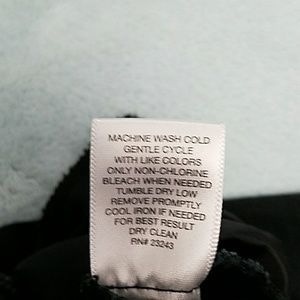 MACHINE WASH COLD
GENTLE CYCLE
WITH LIKE COLORS
ONLY NON-CHLORINE
BLEACH WHEN NEEDED
TUMBLE DRY LOW
REMOVE PROMPTLY
COOL IRON IF NEEDED
FOR BEST RESULT
DRY CLEAN
RN# 23243